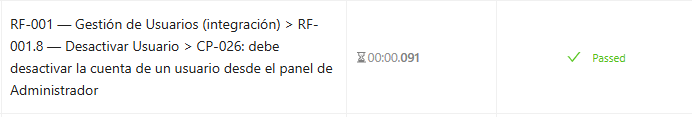 RF-001 — Gestión de Usuarios (integración) > RF-
001.8 — Desactivar Usuario > CP-026: debe
desactivar la cuenta de un usuario desde el panel de
Administrador
00:00.091
Passed